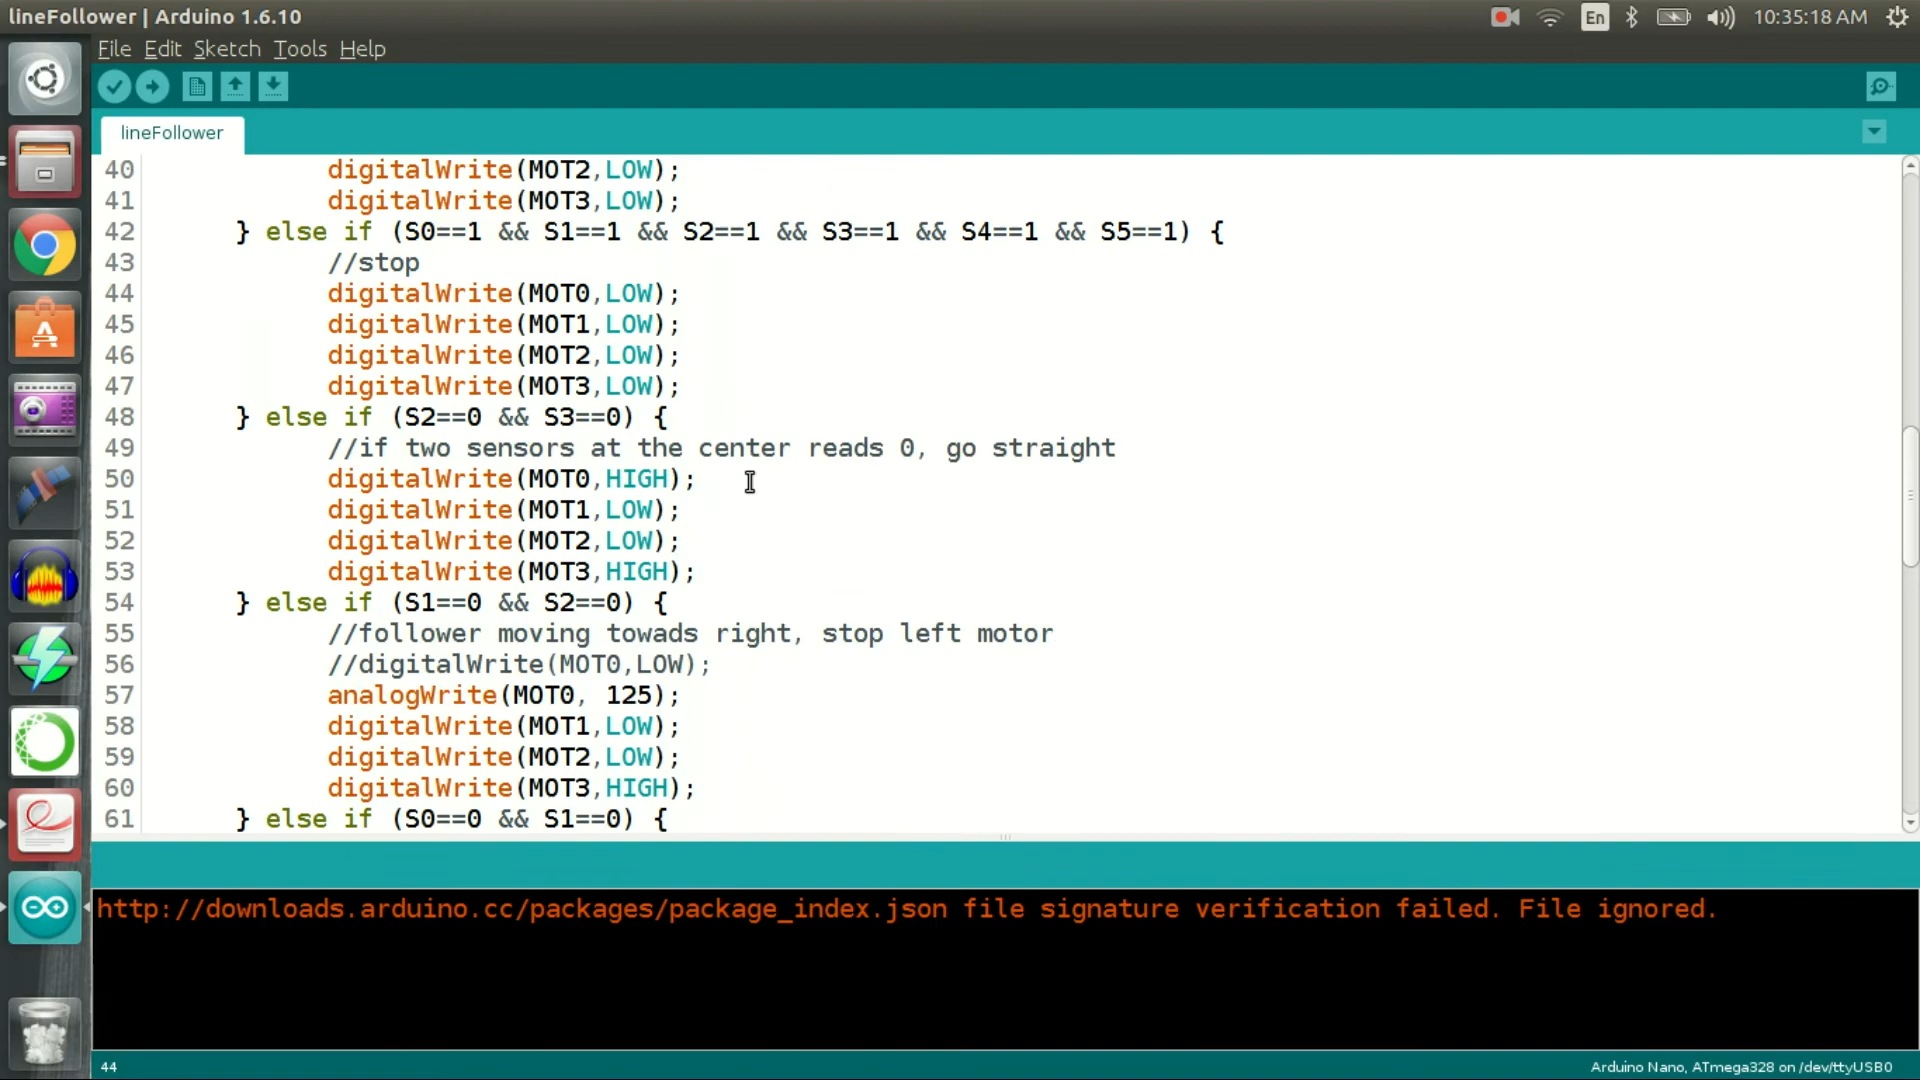 lineFollower | Arduino 1.6.10
En
10:35:18 AM
File Edit Sketch Tools Help
lineFollower
40 digitalWrite(MOT2,LOW);
41 digitalWrite(MOT3,LOW);
42 } else if (S0==1 && S1==1 && S2==1 && S3==1 && S4==1 && S5==1) {
43 //stop
44 digitalWrite(MOT0,LOW);
45 digitalWrite(MOT1,LOW);
46 digitalWrite(MOT2,LOW);
47 digitalWrite(MOT3,LOW);
48 } else if (S2==0 && S3==0) {
49 //if two sensors at the center reads 0, go straight
50 digitalWrite(MOT0,HIGH);
51 digitalWrite(MOT1,LOW);
52 digitalWrite(MOT2,LOW);
53 digitalWrite(MOT3,HIGH);
54 } else if (S1==0 && S2==0) {
55 //follower moving towads right, stop left motor
56 //digitalWrite(MOT0,LOW);
57 analogWrite(MOT0, 125);
58 digitalWrite(MOT1,LOW);
59 digitalWrite(MOT2,LOW);
60 digitalWrite(MOT3,HIGH);
61 } else if (S0==0 && S1==0) {
http://downloads.arduino.cc/packages/package_index.json file signature verification failed. File ignored.
44
Arduino Nano, ATmega328 on /dev/ttyUSB0